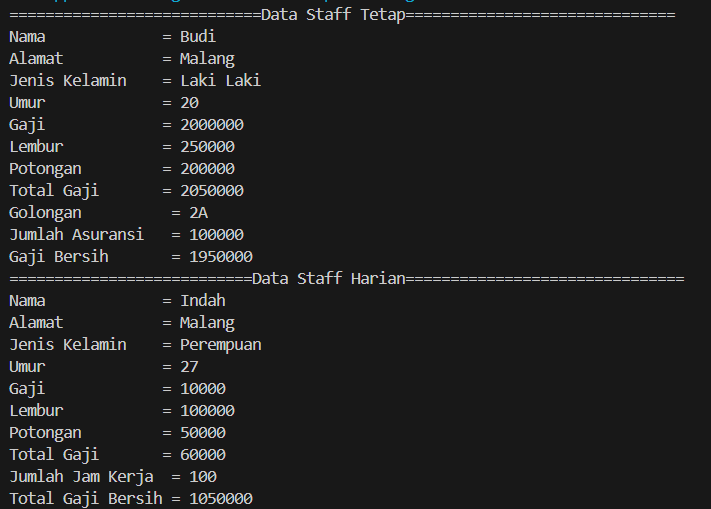 ============================Data Staff Tetap==============================
Nama             = Budi
Alamat           = Malang
Jenis Kelamin    = Laki Laki
Umur             = 20
Gaji             = 2000000
Lembur           = 250000
Potongan         = 200000
Total Gaji       = 2050000
Golongan          = 2A
Jumlah Asuransi   = 100000
Gaji Bersih       = 1950000
===========================Data Staff Harian===============================
Nama             = Indah
Alamat           = Malang
Jenis Kelamin    = Perempuan
Umur             = 27
Gaji             = 10000
Lembur           = 100000
Potongan         = 50000
Total Gaji       = 60000
Jumlah Jam Kerja  = 100
Total Gaji Bersih = 1050000